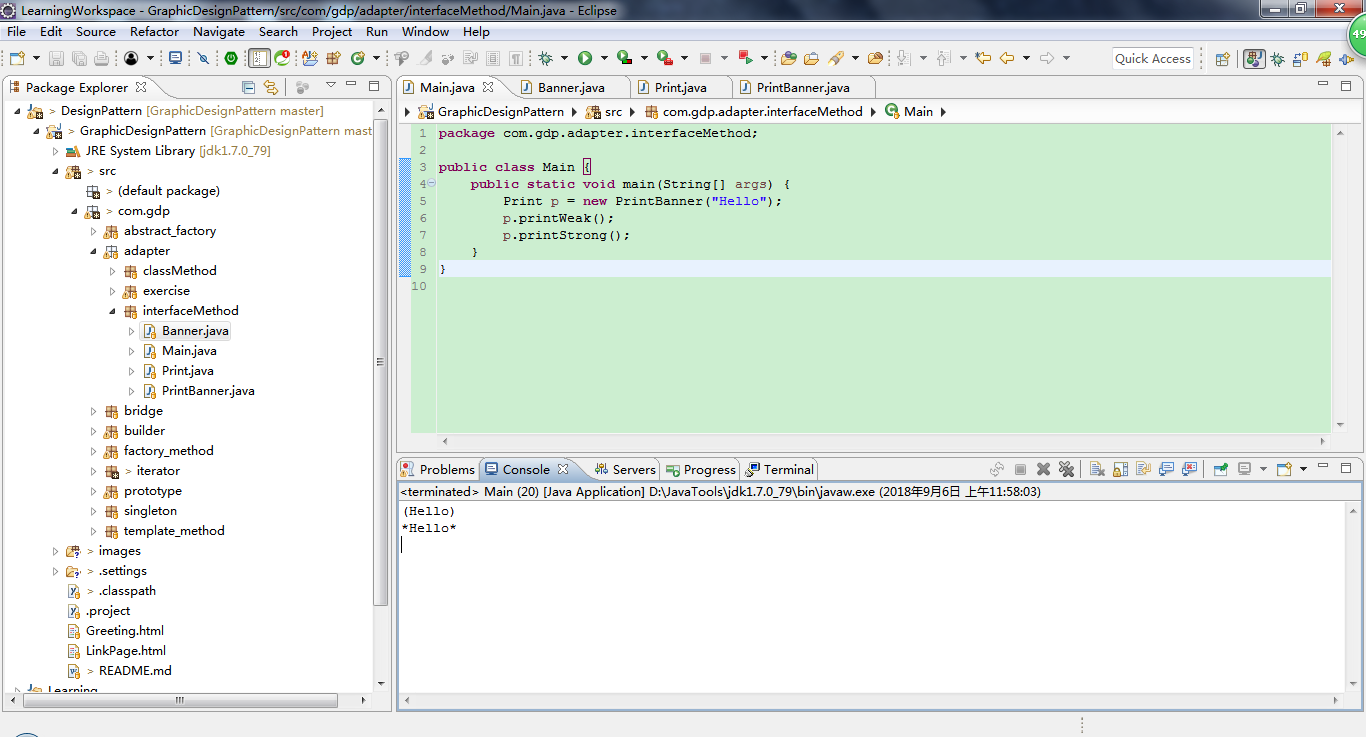 LearningWorkspace - GraphicDesignPattern/src/com/gdp/adapter/interfaceMethod/Main.java - Eclipse
File Edit Source Refactor Navigate Search Project Run Window Help
49
Quick Access
Package Explorer
DesignPattern [GraphicDesignPattern master]
> GraphicDesignPattern [GraphicDesignPattern mast
JRE System Library [jdk1.7.0_79]
> src
> (default package)
> com.gdp
abstract_factory
adapter
classMethod
exercise
interfaceMethod
Banner.java
Main.java
Print.java
PrintBanner.java
bridge
builder
factory_method
> iterator
prototype
singleton
template_method
> images
> .settings
> .classpath
.project
Greeting.html
LinkPage.html
> README.md
Learning
Main.java Banner.java Print.java PrintBanner.java
GraphicDesignPattern src com.gdp.adapter.interfaceMethod Main
1 package com.gdp.adapter.interfaceMethod;
2
3 public class Main {
4 public static void main(String[] args) {
5 Print p = new PrintBanner("Hello");
6 p.printWeak();
7 p.printStrong();
8 }
9 }
10
Problems Console Servers Progress Terminal
<terminated> Main (20) [Java Application] D:\JavaTools\jdk1.7.0_79\bin\javaw.exe (2018年9月6日 上午11:58:03)
(Hello)
*Hello*